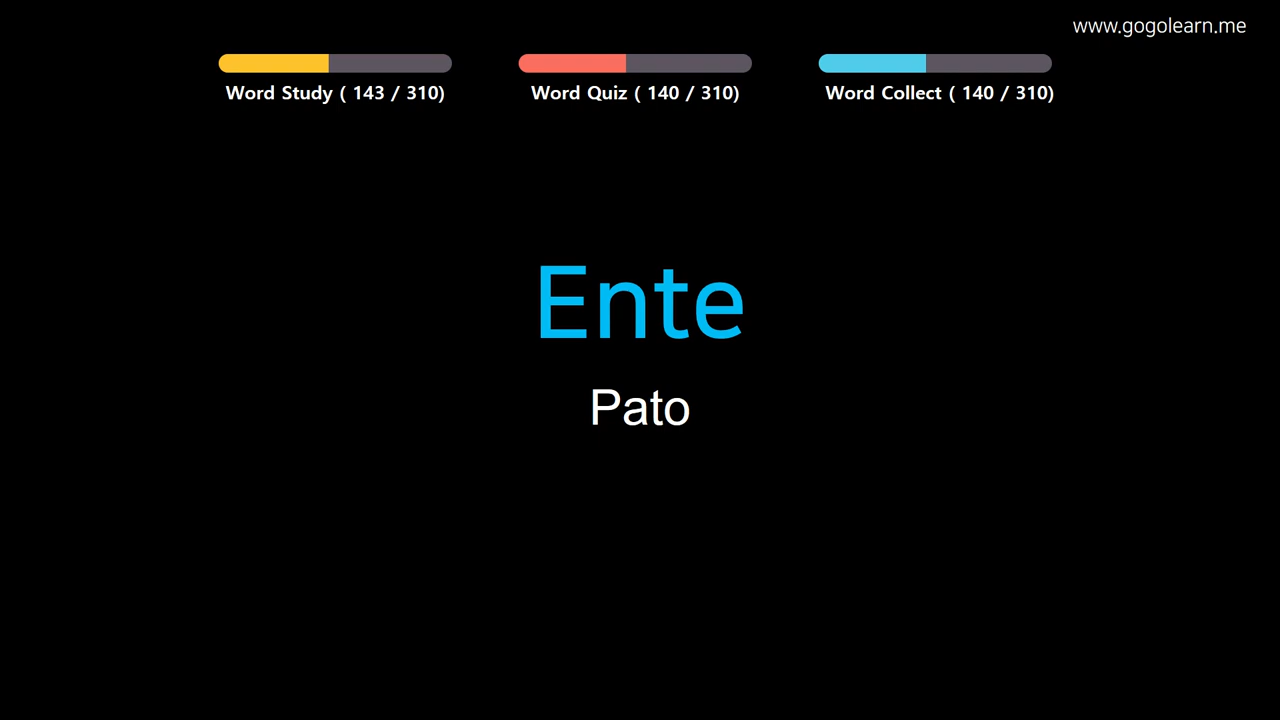 www.gogolearn.me
Word Study ( 143 / 310)
Word Quiz ( 140 / 310)
Word Collect ( 140 / 310)
Ente
Pato